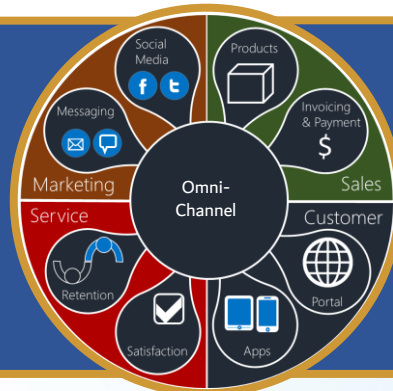 Social
Media
Products
Messaging
Invoicing
& Payment
$
Marketing
Sales
Omni-
Channel
Service
Customer
Retention
Portal
Satisfaction
Apps